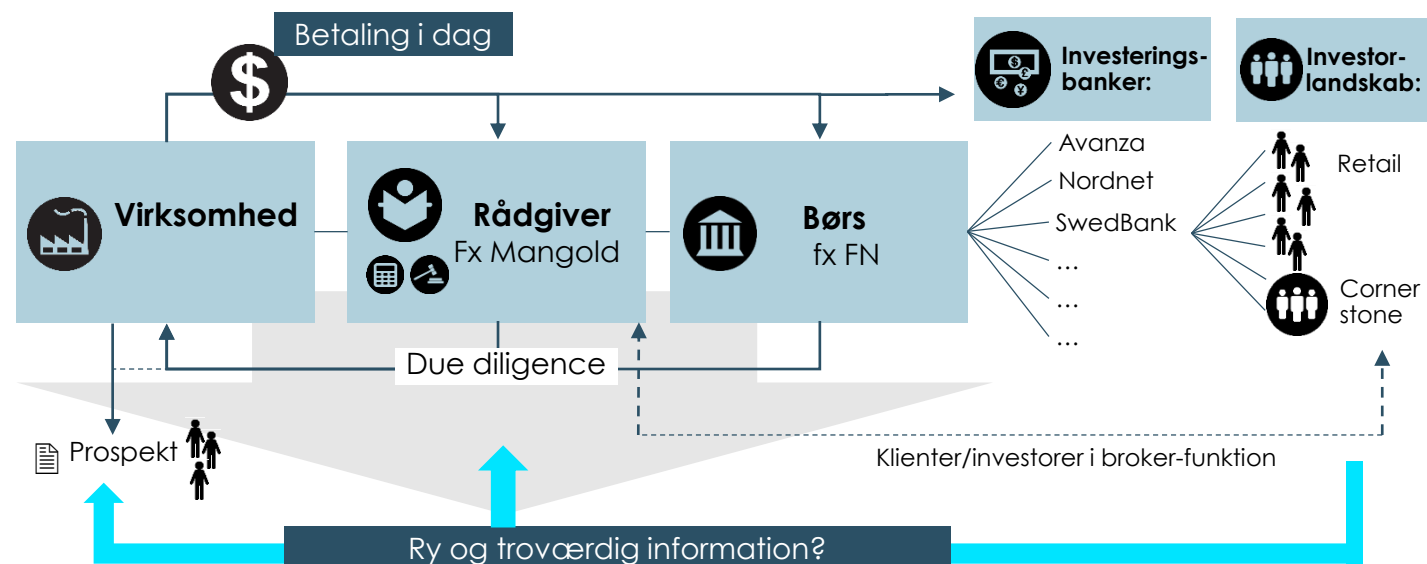 Betaling i dag
Investerings-
banker:
Investor-
landskab:
Virksomhed
Rådgiver
Fx Mangold
Børs
fx FN
Avanza
Nordnet
SwedBank
…
…
…
Retail
Corner
stone
Due diligence
Prospekt
Klienter/investorer i broker-funktion
Ry og troværdig information?